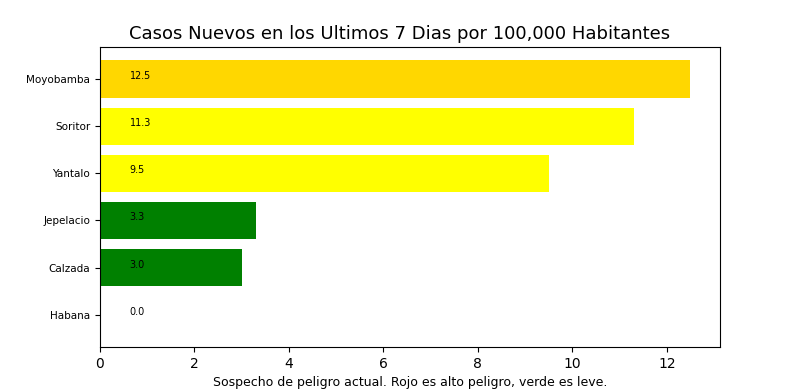 Casos Nuevos en los Ultimos 7 Dias por 100,000 Habitantes
Moyobamba 12.5
Soritor 11.3
Yantalo 9.5
Jepelacio 3.3
Calzada 3.0
Habana 0.0
0 2 4 6 8 10 12
Sospecho de peligro actual. Rojo es alto peligro, verde es leve.